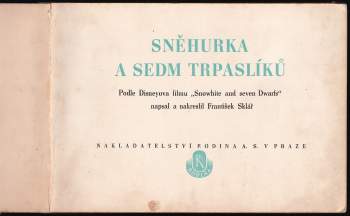 SNĚHURKA
A SEDM TRPASLÍKŮ
Podle Disneyova filmu „Snowhite and seven Dwarfs"
napsal a nakreslil František Sklář
NAKLADATELSTVÍ RODINA A. S. V PRAZE